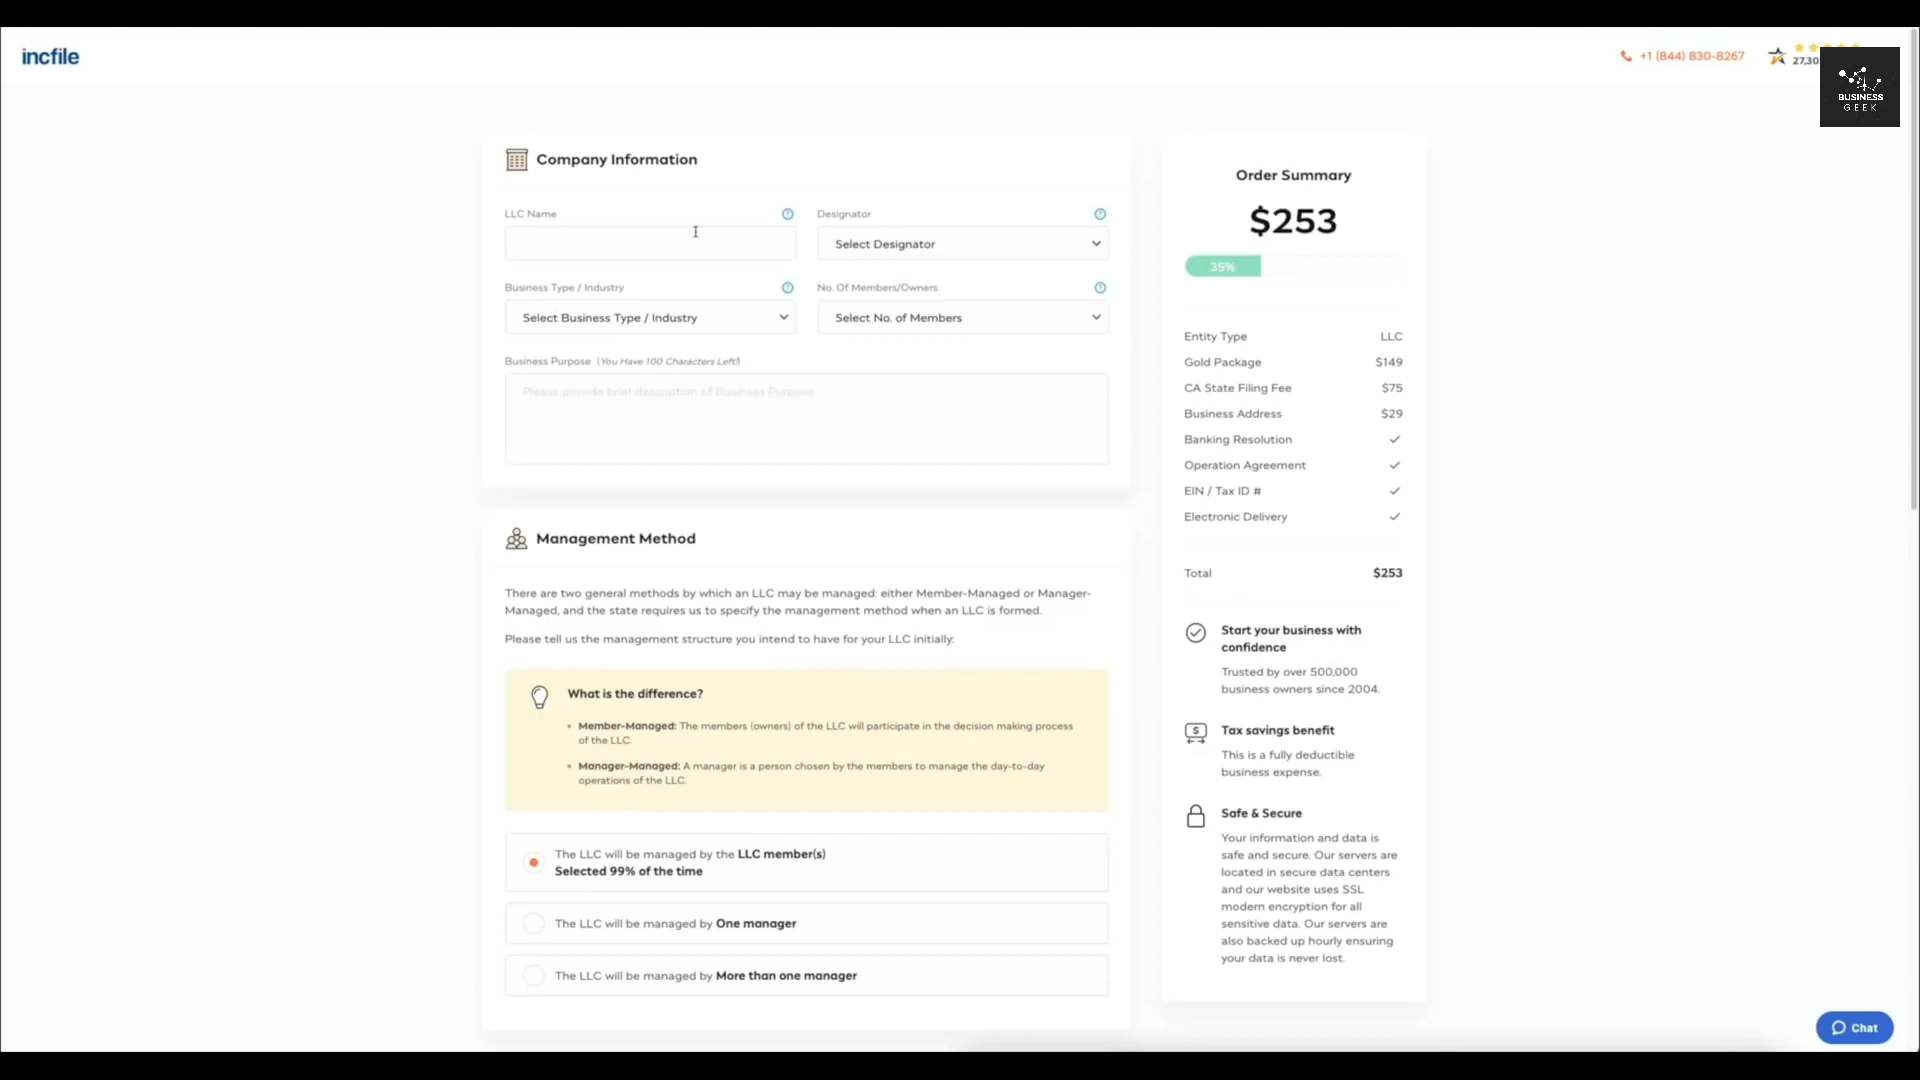 incfile
+1 (844) 830-8267
27,30
BUSINESS
GEEK
Company Information
LLC Name
Designator
Select Designator
Business Type / Industry
No. Of Members/Owners
Select Business Type / Industry
Select No. of Members
Business Purpose (You Have 100 Characters Left!)
Please provide brief description of Business Purpose
Management Method
There are two general methods by which an LLC may be managed: either Member-Managed or Manager-
Managed, and the state requires us to specify the management method when an LLC is formed.
Please tell us the management structure you intend to have for your LLC initially:
What is the difference?
• Member-Managed: The members (owners) of the LLC will participate in the decision making process
of the LLC.
• Manager-Managed: A manager is a person chosen by the members to manage the day-to-day
operations of the LLC.
The LLC will be managed by the LLC member(s)
Selected 99% of the time
The LLC will be managed by One manager
The LLC will be managed by More than one manager
Order Summary
$253
35%
Entity Type LLC
Gold Package $149
CA State Filing Fee $75
Business Address $29
Banking Resolution ✓
Operation Agreement ✓
EIN / Tax ID # ✓
Electronic Delivery ✓
Total $253
Start your business with
confidence
Trusted by over 500,000
business owners since 2004.
Tax savings benefit
This is a fully deductible
business expense.
Safe & Secure
Your information and data is
safe and secure. Our servers are
located in secure data centers
and our website uses SSL
modern encryption for all
sensitive data. Our servers are
also backed up hourly ensuring
your data is never lost.
Chat